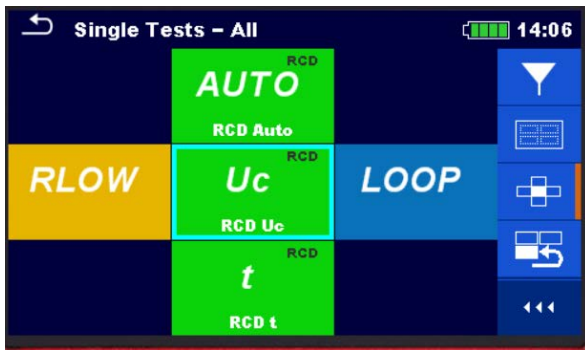 Single Tests – All
14:06
RCD
AUTO
RCD Auto
RLOW
RCD
Uc
RCD Uc
LOOP
RCD
t
RCD t